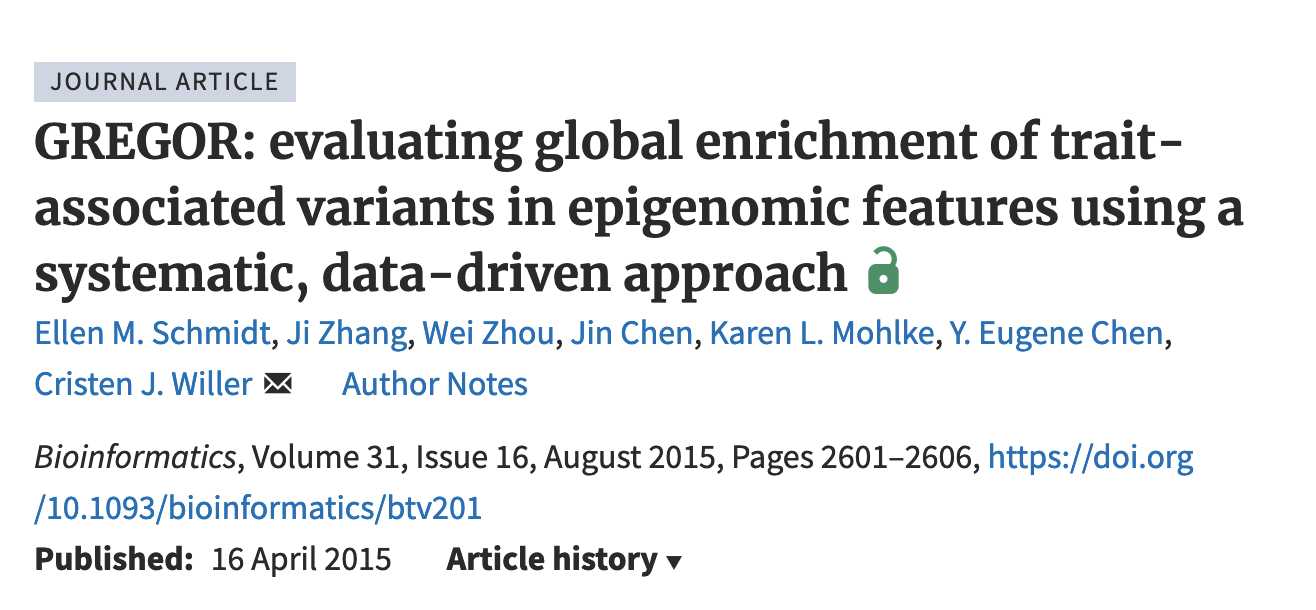 JOURNAL ARTICLE
GREGOR: evaluating global enrichment of trait-
associated variants in epigenomic features using a
systematic, data-driven approach
Ellen M. Schmidt, Ji Zhang, Wei Zhou, Jin Chen, Karen L. Mohlke, Y. Eugene Chen,
Cristen J. Willer Author Notes
Bioinformatics, Volume 31, Issue 16, August 2015, Pages 2601–2606, https://doi.org
/10.1093/bioinformatics/btv201
Published: 16 April 2015 Article history ▾